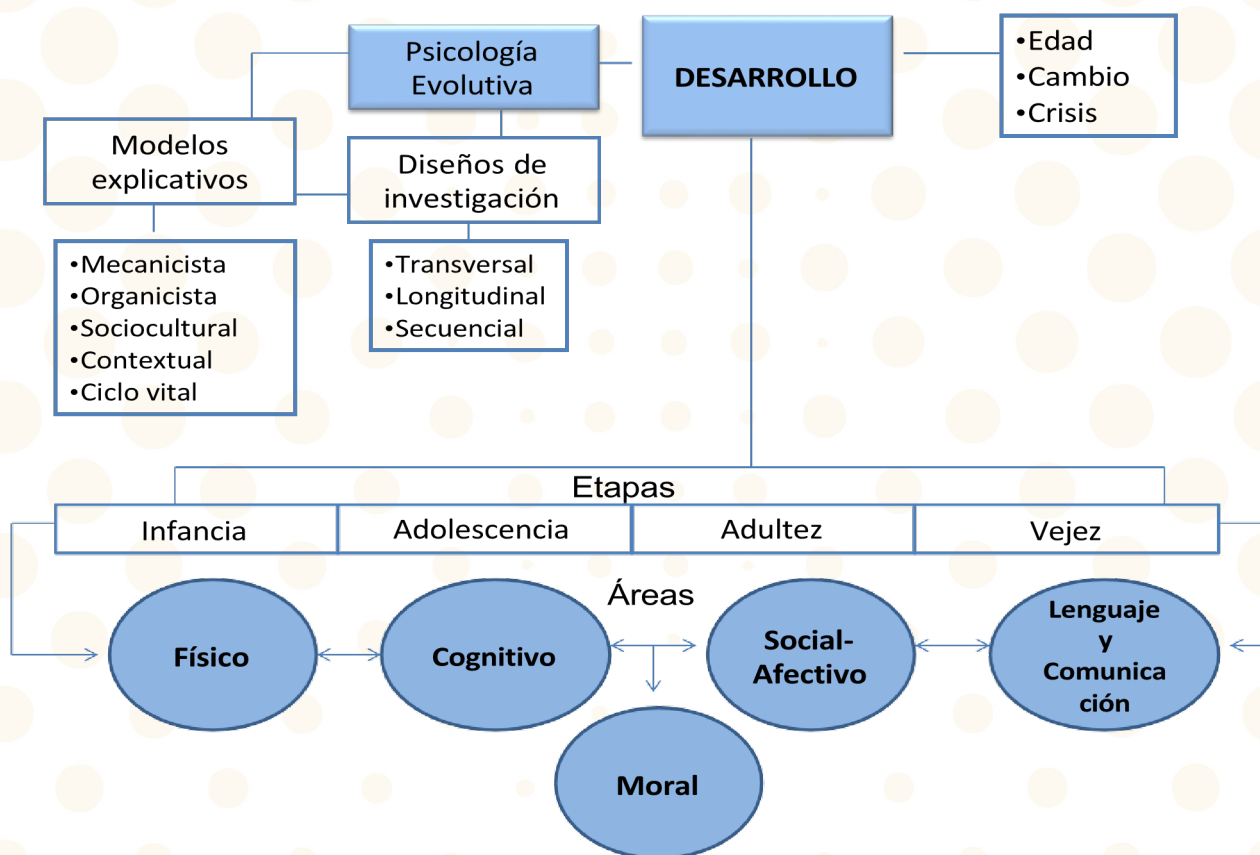 Psicología
Evolutiva
DESARROLLO
•Edad
•Cambio
•Crisis
Modelos
explicativos
Diseños de
investigación
•Mecanicista
•Organicista
•Sociocultural
•Contextual
•Ciclo vital
•Transversal
•Longitudinal
•Secuencial
Etapas
Infancia
Adolescencia
Adultez
Vejez
Áreas
Físico
Cognitivo
Social-
Afectivo
Lenguaje
y
Comunica
ción
Moral